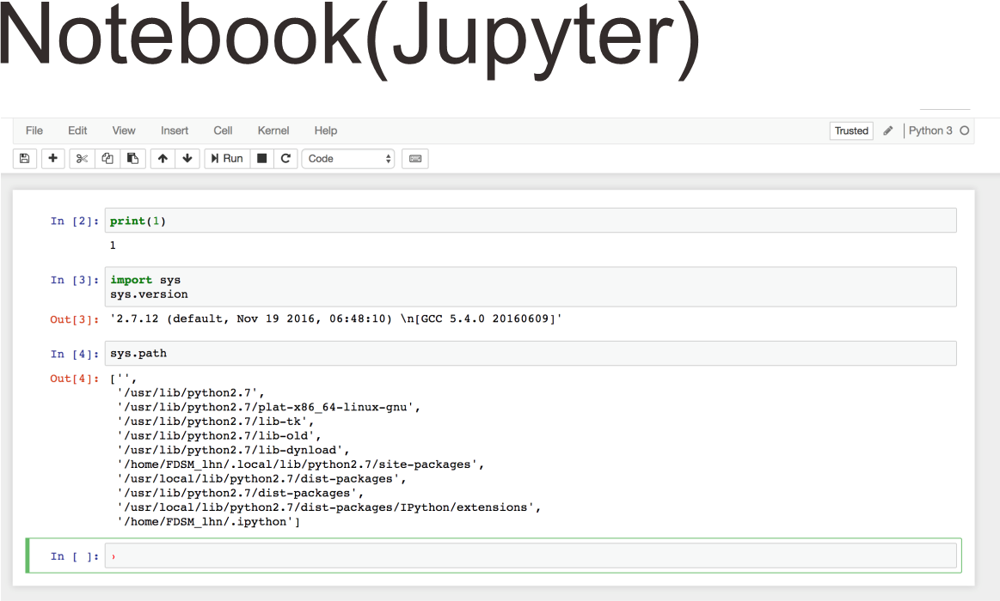 Notebook(Jupyter)
File Edit View Insert Cell Kernel Help Trusted Python 3
Run Code
In [2]: print(1)
1
In [3]: import sys
sys.version
Out[3]: '2.7.12 (default, Nov 19 2016, 06:48:10) \n[GCC 5.4.0 20160609]'
In [4]: sys.path
Out[4]: ['',
'/usr/lib/python2.7',
'/usr/lib/python2.7/plat-x86_64-linux-gnu',
'/usr/lib/python2.7/lib-tk',
'/usr/lib/python2.7/lib-old',
'/usr/lib/python2.7/lib-dynload',
'/home/FDSM_lhn/.local/lib/python2.7/site-packages',
'/usr/local/lib/python2.7/dist-packages',
'/usr/lib/python2.7/dist-packages',
'/usr/local/lib/python2.7/dist-packages/IPython/extensions',
'/home/FDSM_lhn/.ipython']
In [ ]: